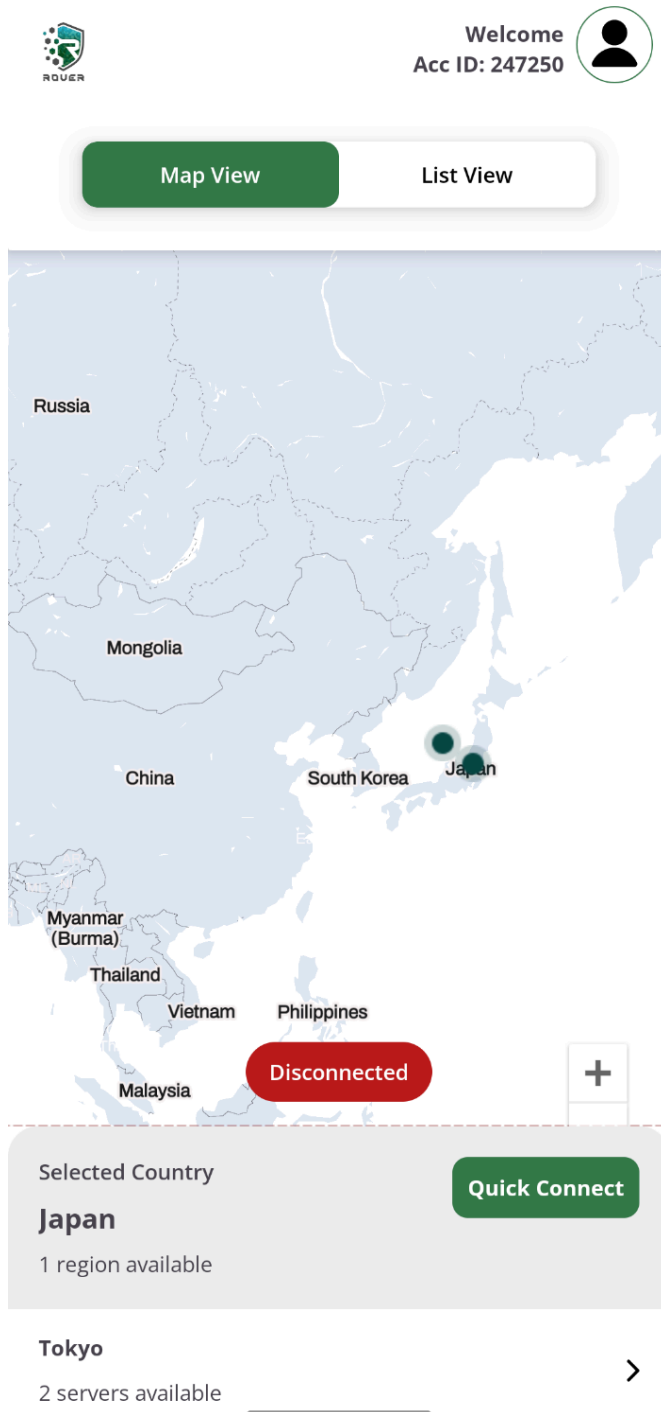 ROVER
Welcome
Acc ID: 247250
Map View
List View
Russia
Mongolia
China
South Korea
Japan
Myanmar
(Burma)
Thailand
Vietnam
Philippines
Malaysia
Disconnected
+
Selected Country
Quick Connect
Japan
1 region available
Tokyo
2 servers available